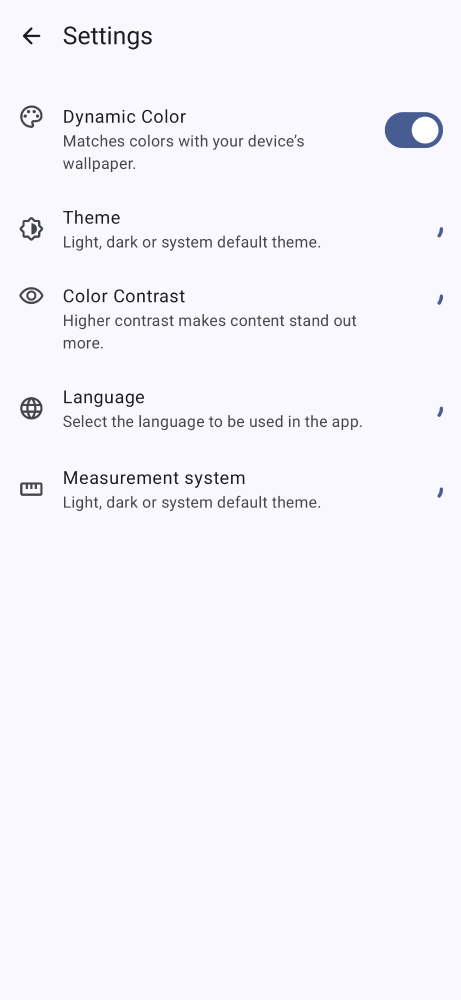 Settings
Dynamic Color
Matches colors with your device’s
wallpaper.
Theme
Light, dark or system default theme.
Color Contrast
Higher contrast makes content stand out
more.
Language
Select the language to be used in the app.
Measurement system
Light, dark or system default theme.